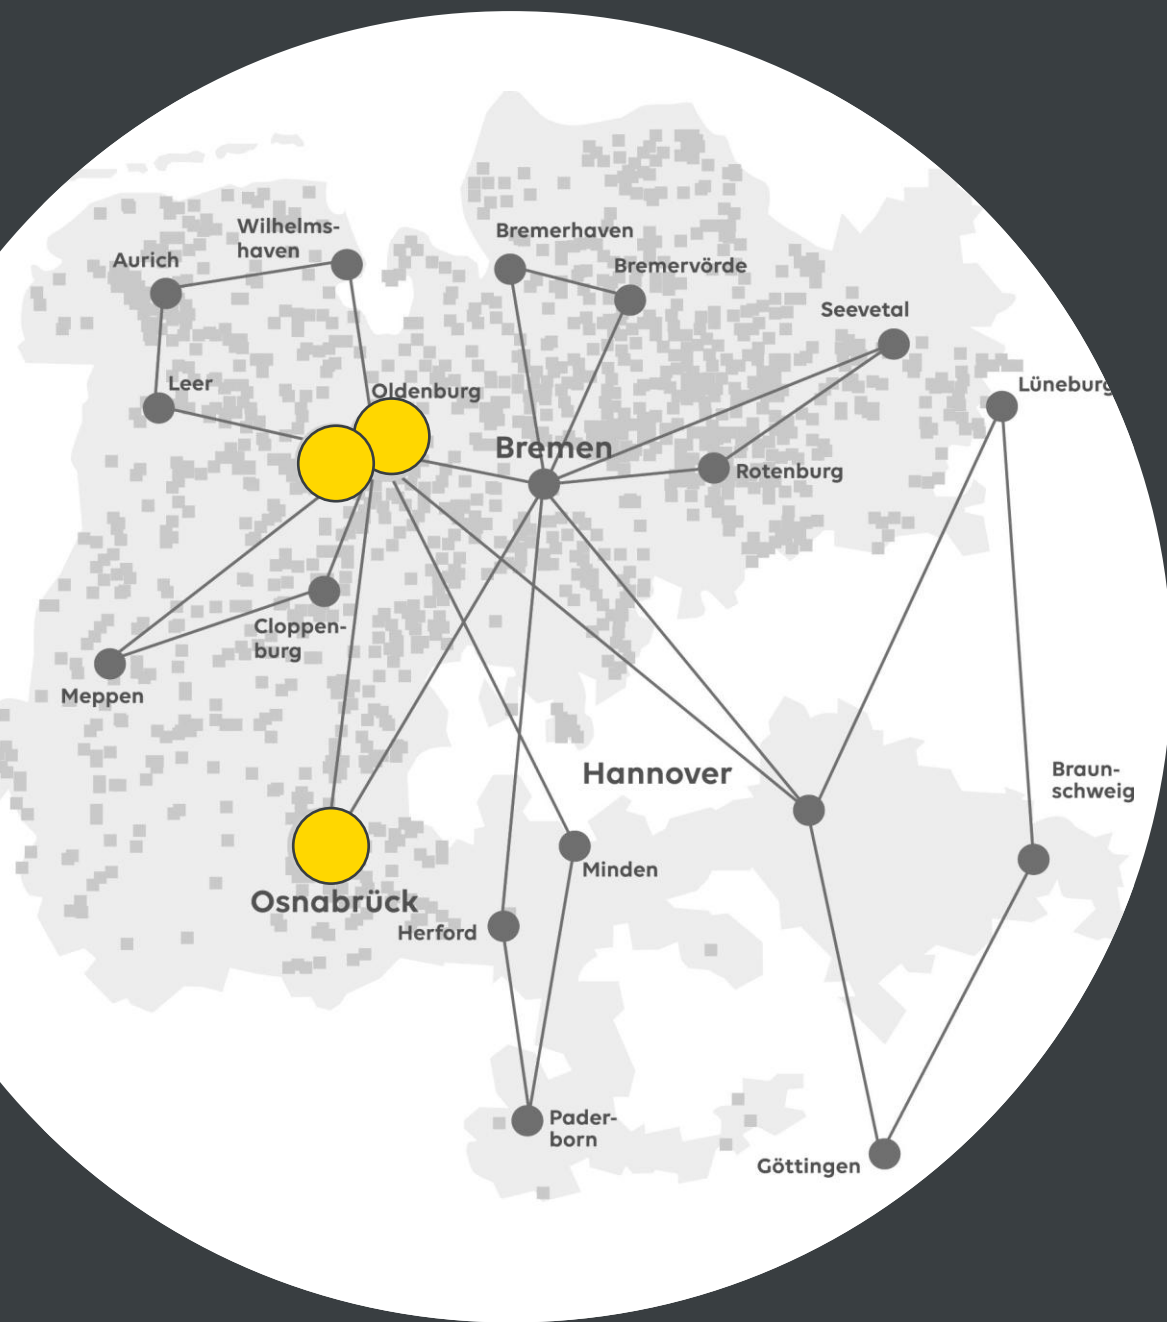 Wilhelms-
haven
Bremerhaven
Aurich
Bremervörde
Seevetal
Leer
Oldenburg
Lüneburg
Bremen
Rotenburg
Cloppen-
burg
Meppen
Hannover
Braun-
schweig
Minden
Osnabrück
Herford
Pader-
born
Göttingen